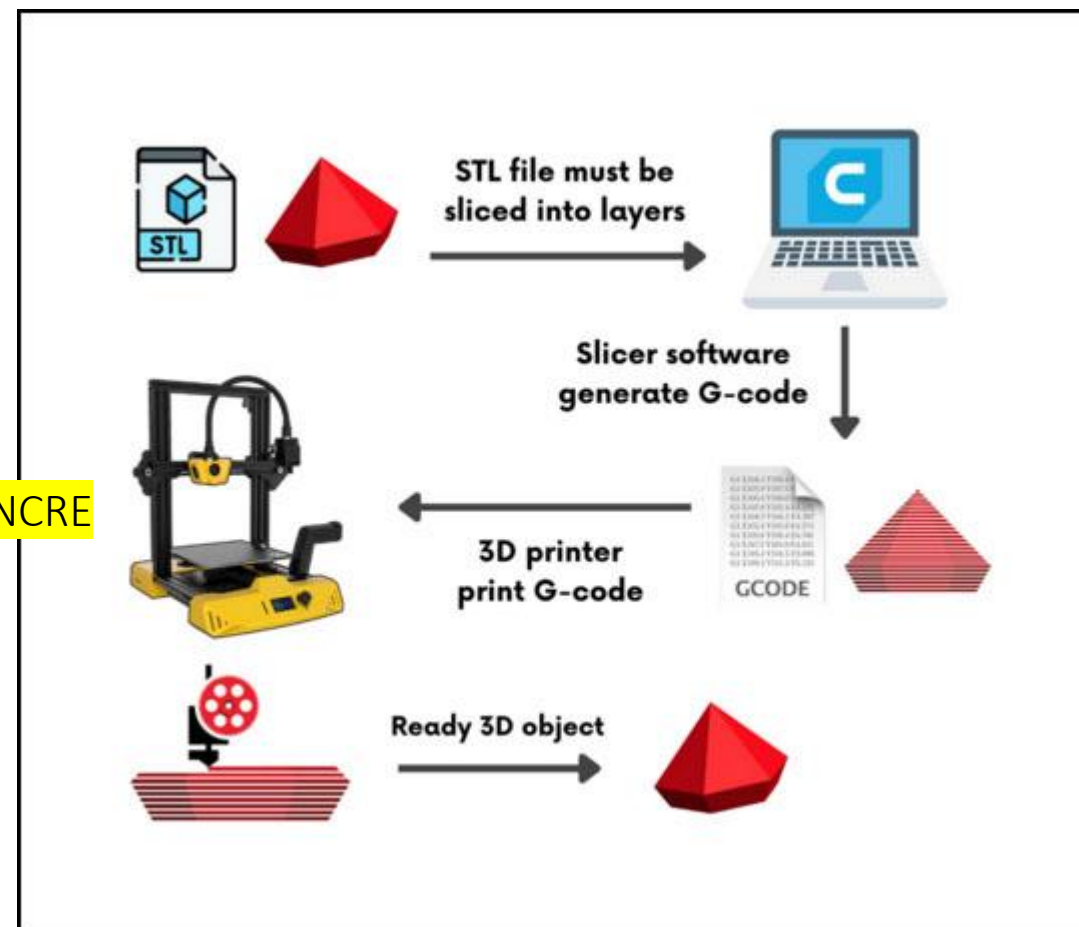 STL file must be
sliced into layers
STL
C
Slicer software
generate G-code
NCRE
3D printer
print G-code
GCODE
Ready 3D object